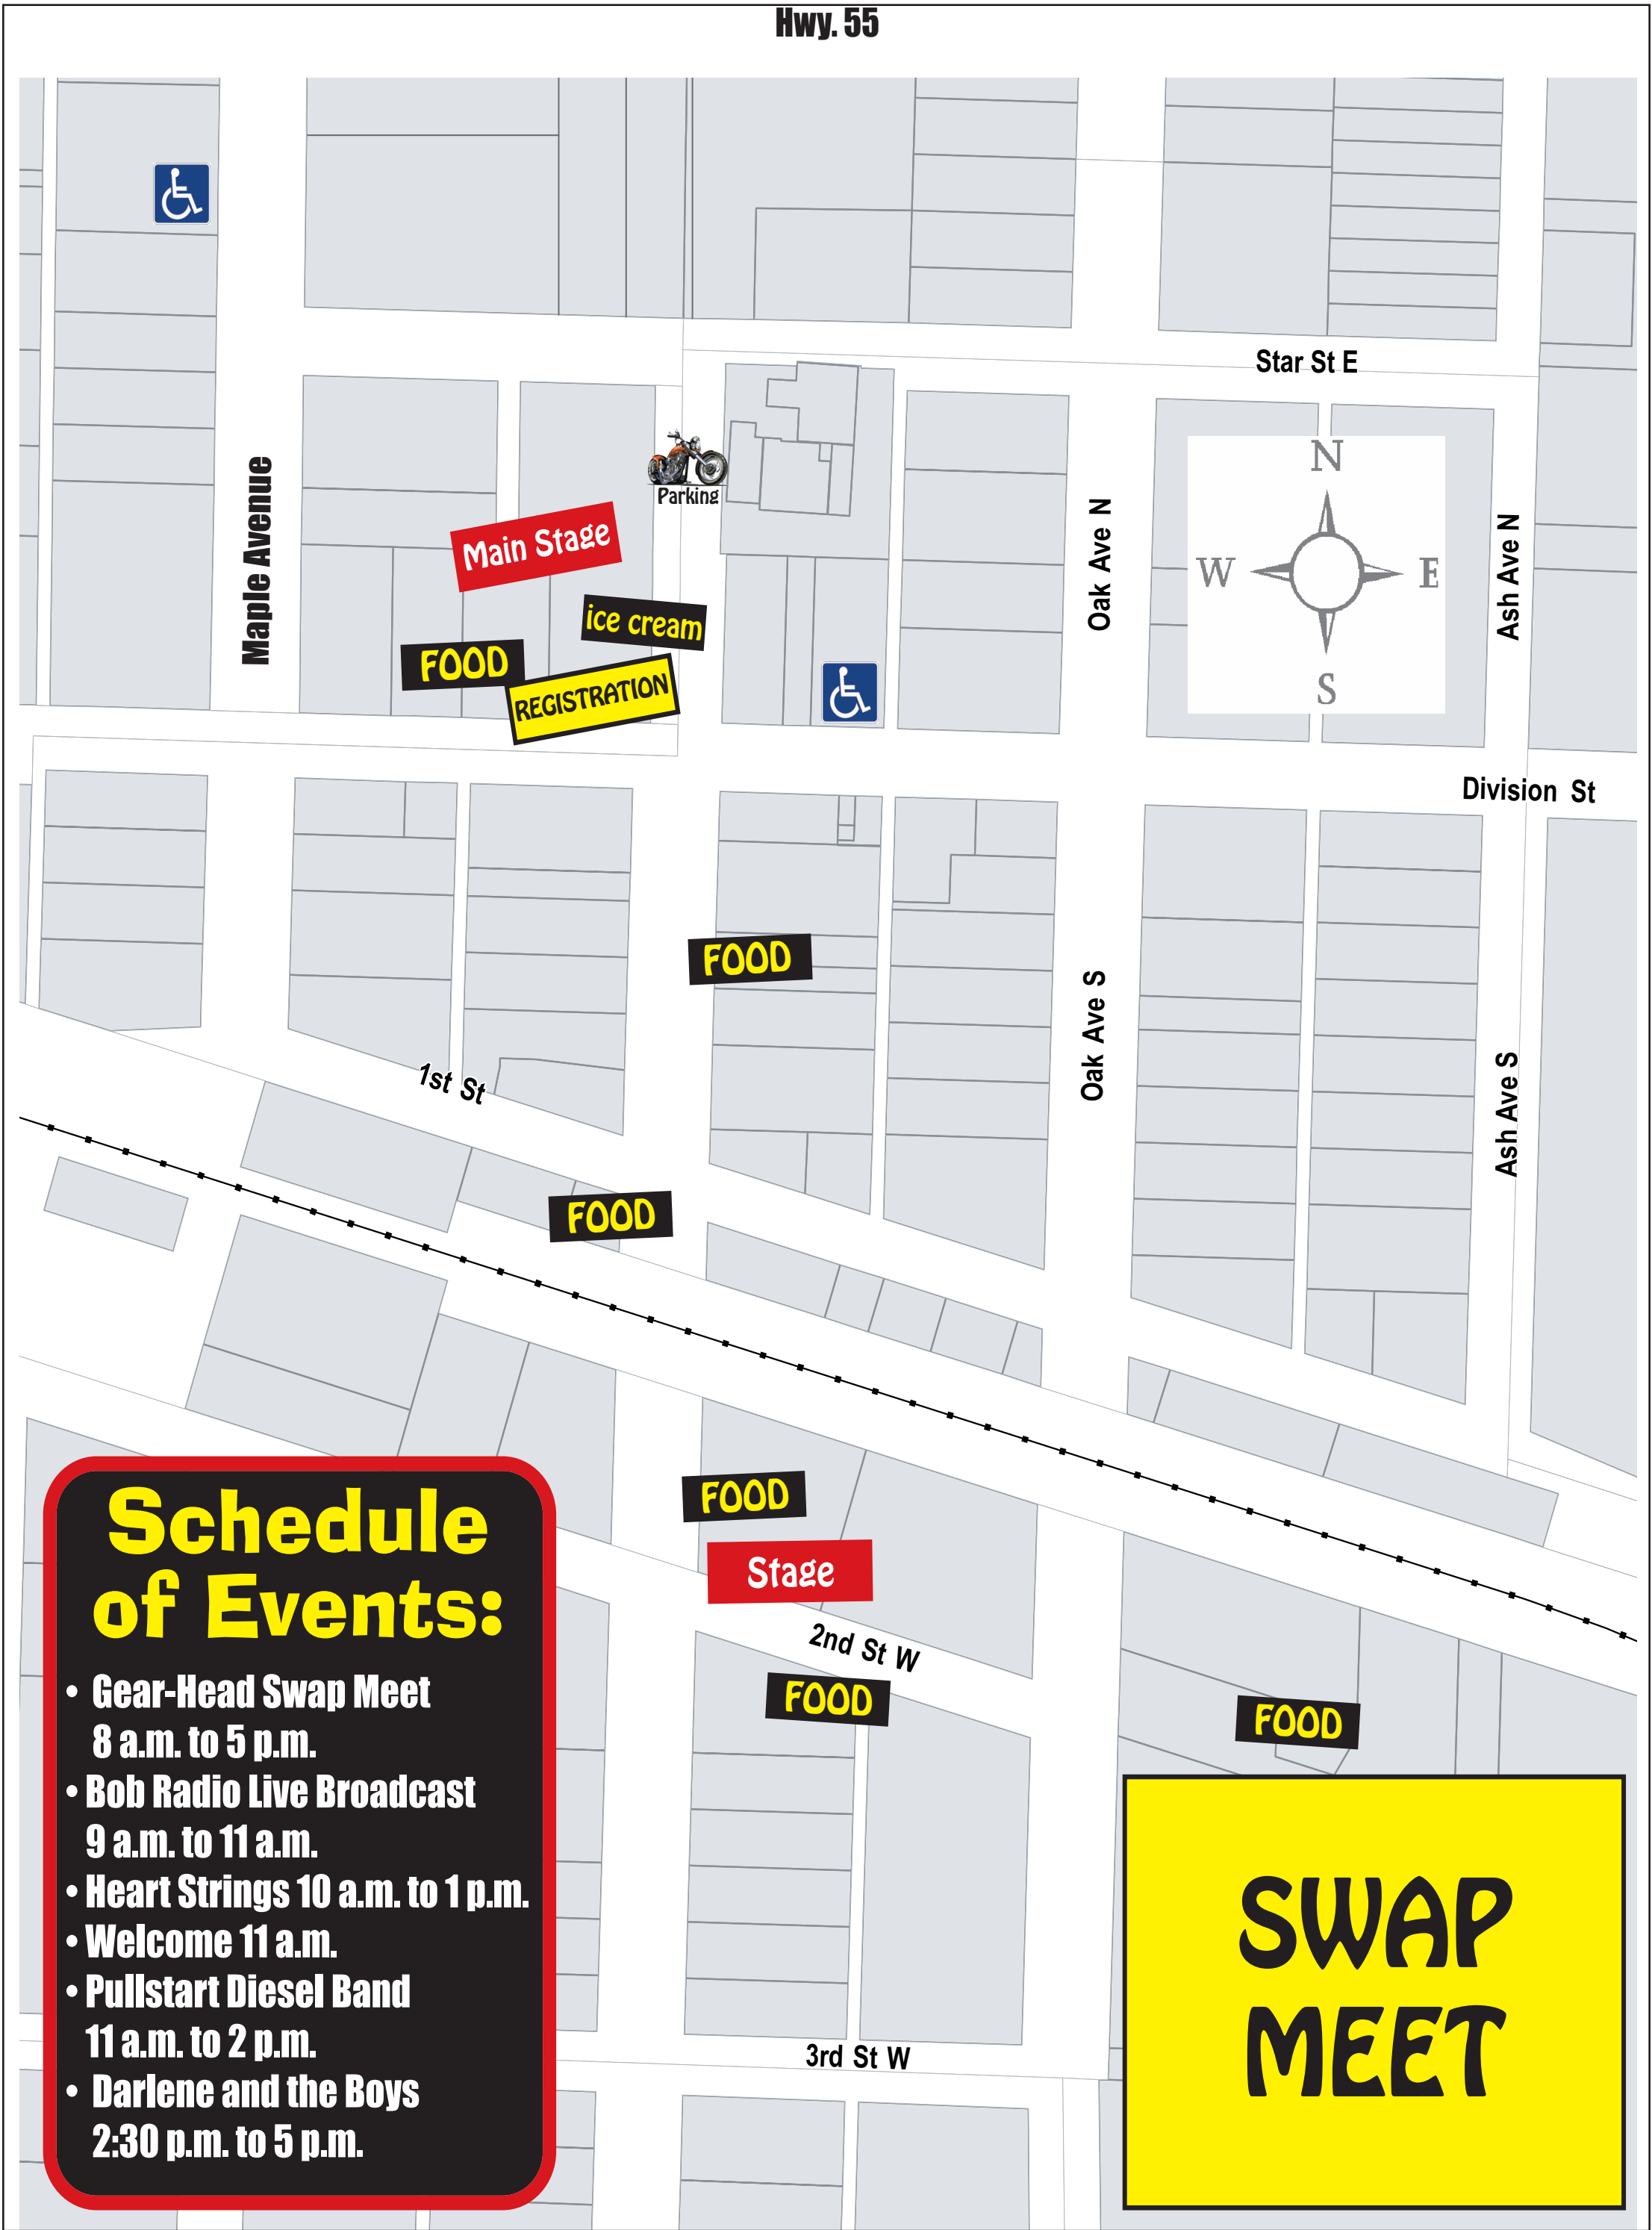 Hwy. 55
Star St E
Parking
Maple Avenue
Main Stage
Oak Ave N
N
W
E
S
Ash Ave N
ice cream
FOOD
REGISTRATION
Division St
FOOD
Oak Ave S
1st St
Ash Ave S
FOOD
FOOD
Stage
2nd St W
FOOD
FOOD
Schedule
of Events:
• Gear-Head Swap Meet
8 a.m. to 5 p.m.
• Bob Radio Live Broadcast
9 a.m. to 11 a.m.
• Heart Strings 10 a.m. to 1 p.m.
• Welcome 11 a.m.
• Pullstart Diesel Band
11 a.m. to 2 p.m.
• Darlene and the Boys
2:30 p.m. to 5 p.m.
SWAP
MEET
3rd St W